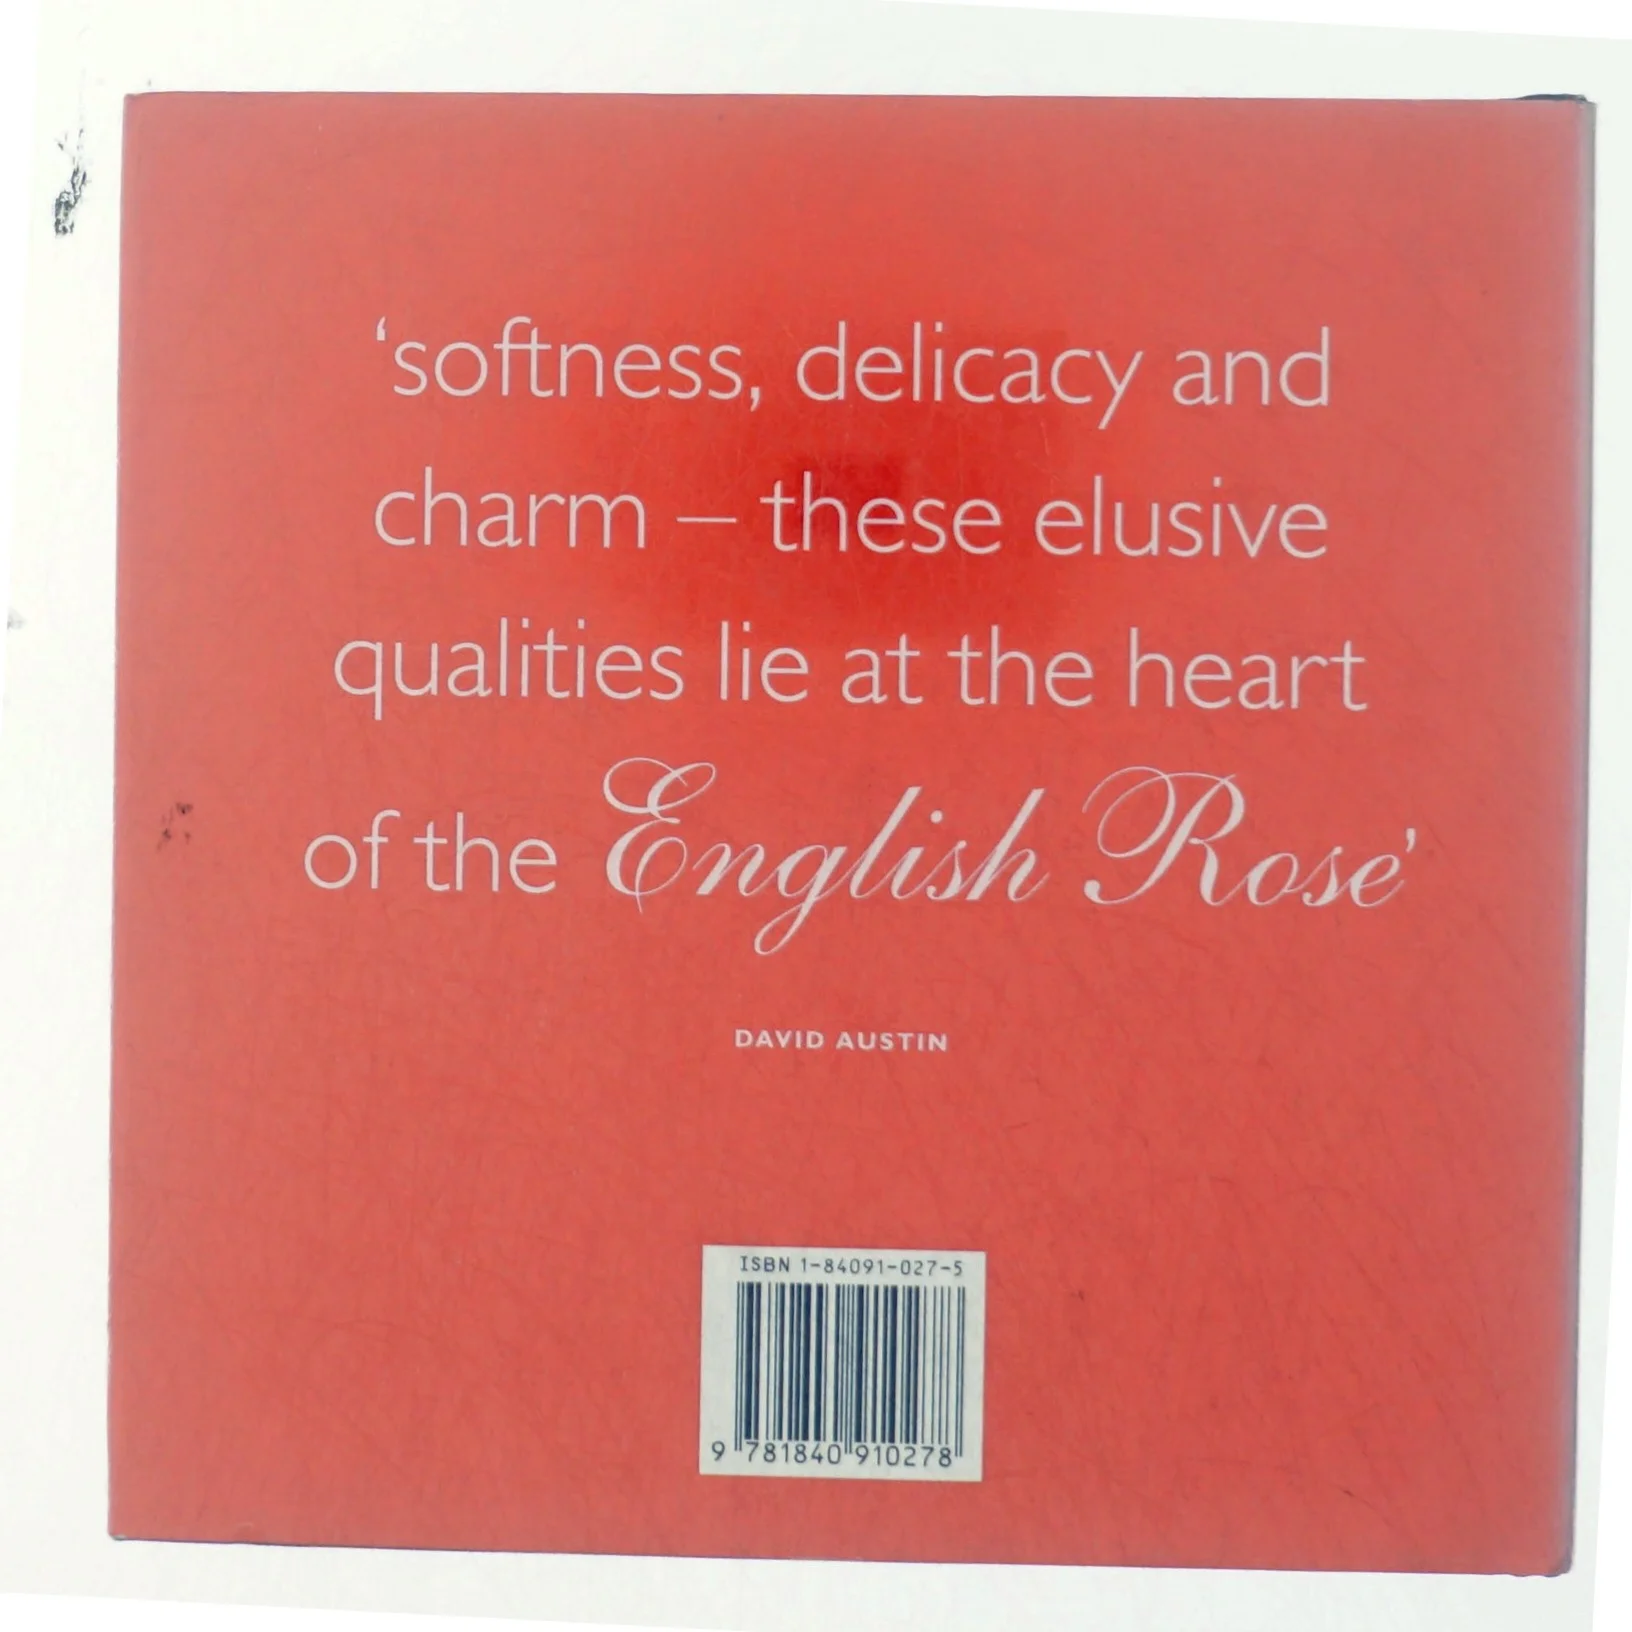 ‘softness, delicacy and
charm – these elusive
qualities lie at the heart
of the English Rose’
DAVID AUSTIN
ISBN 1-84091-027-5
9 781840 910278